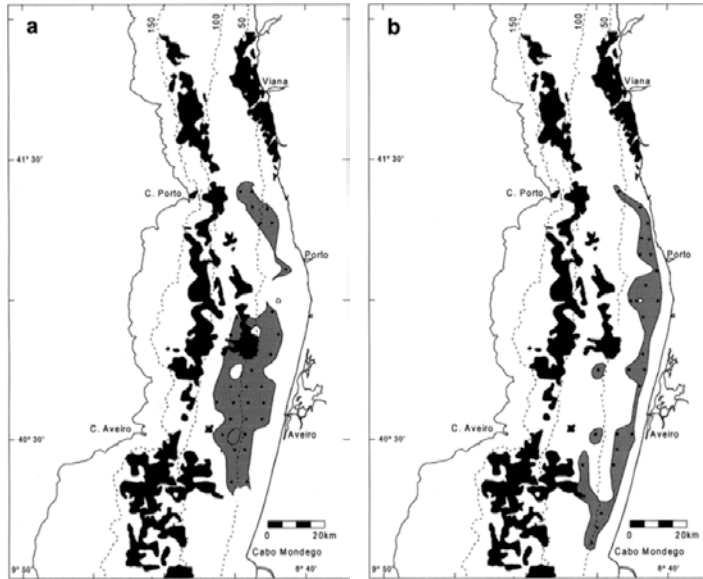 a
150
100
50
Viana
41° 30'
C. Porto
Porto
C. Aveiro
40° 30'
Aveiro
0 20km
Cabo Mondego
9° 50'
8° 40'
b
150
100
50
Viana
41° 30'
C. Porto
Porto
C. Aveiro
40° 30'
Aveiro
0 20km
Cabo Mondego
9° 50'
8° 40'